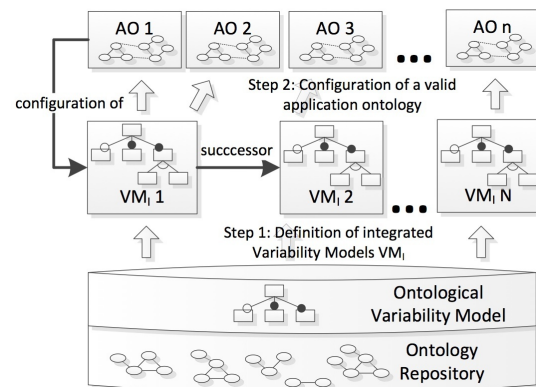 AO 1
AO 2
AO 3
AO n
configuration of
Step 2: Configuration of a valid
application ontology
succcessor
VMI 1
VMI 2
VMI N
Step 1: Definition of integrated
Variability Models VMI
Ontological
Variability Model
Ontology
Repository